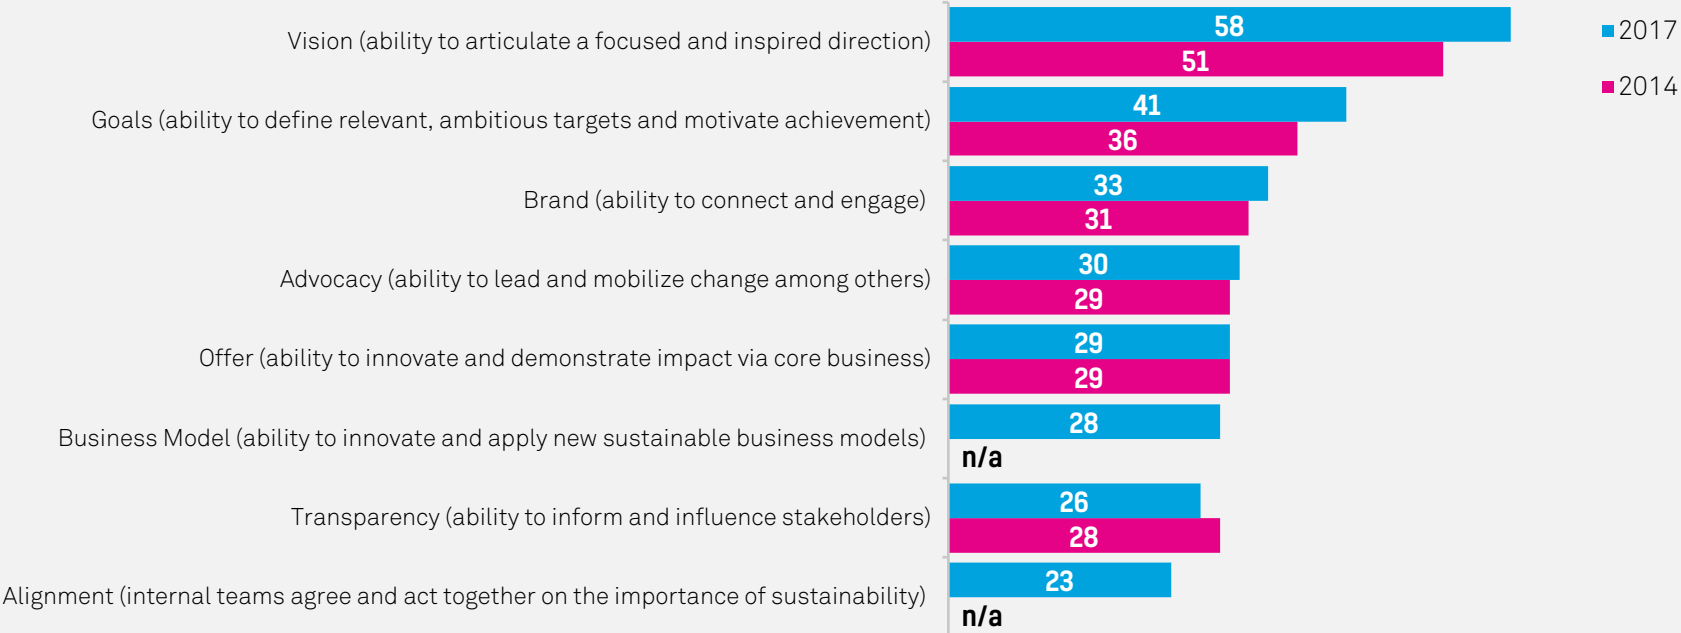 Vision (ability to articulate a focused and inspired direction)
58
51
2017
2014
Goals (ability to define relevant, ambitious targets and motivate achievement)
41
36
Brand (ability to connect and engage)
33
31
Advocacy (ability to lead and mobilize change among others)
30
29
Offer (ability to innovate and demonstrate impact via core business)
29
29
Business Model (ability to innovate and apply new sustainable business models)
28
n/a
Transparency (ability to inform and influence stakeholders)
26
28
Alignment (internal teams agree and act together on the importance of sustainability)
23
n/a